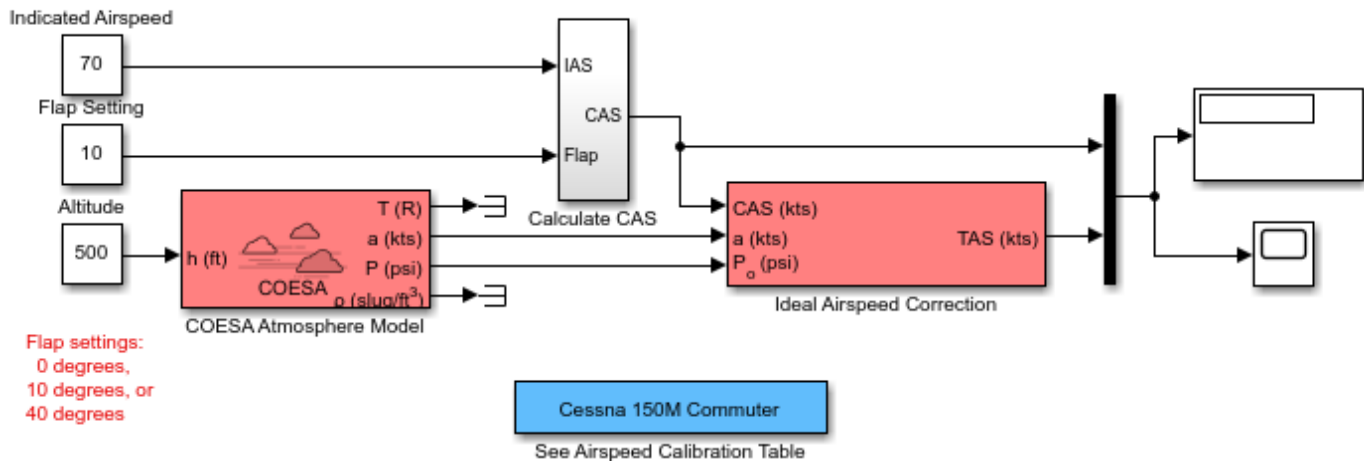 Indicated Airspeed
70
Flap Setting
10
Altitude
500
IAS
CAS
Flap
Calculate CAS
h (ft)
T (R)
a (kts)
P (psi)
ρ (slug/ft³)
COESA
COESA Atmosphere Model
CAS (kts)
a (kts)
P₀ (psi)
TAS (kts)
Ideal Airspeed Correction
Flap settings:
0 degrees,
10 degrees, or
40 degrees
Cessna 150M Commuter
See Airspeed Calibration Table